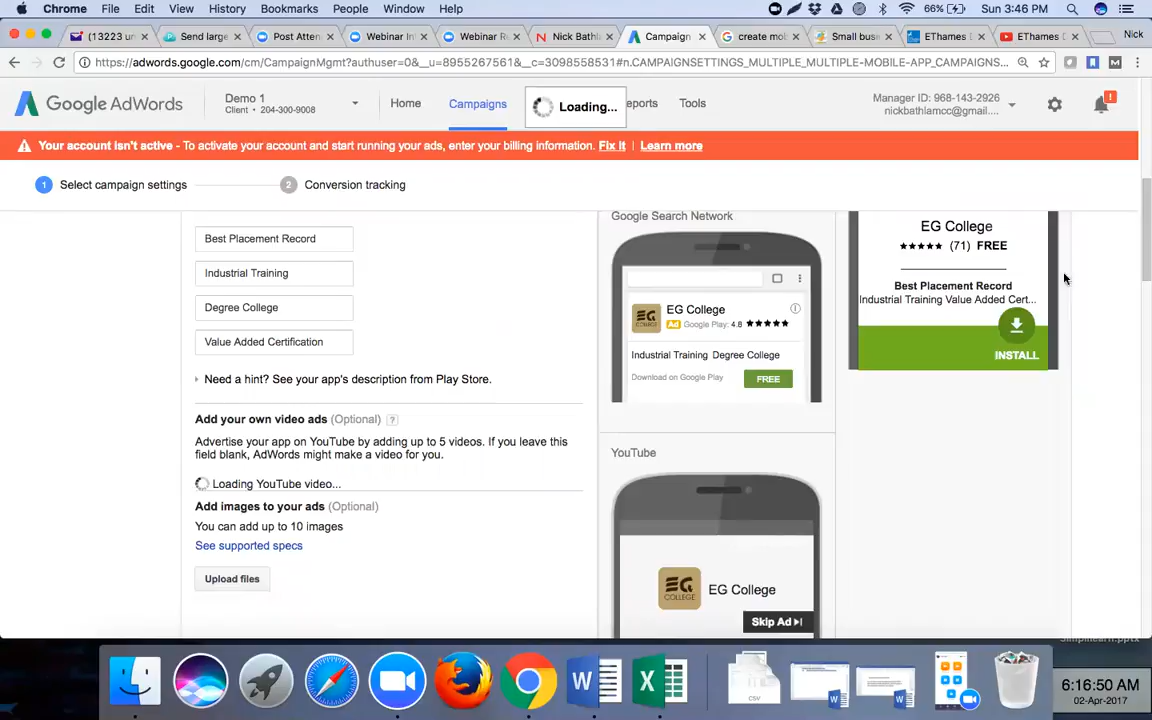 Chrome File Edit View History Bookmarks People Window Help 66% Sun 3:46 PM
(13223 un Send large Post Atten Webinar In Webinar Re Nick Bathla Campaign create mob Small busi EThames EThames D Nick
https://adwords.google.com/cm/CampaignMgmt?authuser=0&__u=8955267561&__c=3098558531#n.CAMPAIGNSETTINGS_MULTIPLE_MULTIPLE-MOBILE-APP_CAMPAIGNS...
Google AdWords
Demo 1
Client • 204-300-9008
Home Campaigns Loading... eports Tools
Manager ID: 968-143-2926
nickbathlamcc@gmail....
!
Your account isn't active - To activate your account and start running your ads, enter your billing information. Fix it | Learn more
1 Select campaign settings 2 Conversion tracking
Best Placement Record
Industrial Training
Degree College
Value Added Certification
Need a hint? See your app's description from Play Store.
Add your own video ads (Optional) ?
Advertise your app on YouTube by adding up to 5 videos. If you leave this
field blank, AdWords might make a video for you.
Loading YouTube video...
Add images to your ads (Optional)
You can add up to 10 images
See supported specs
Upload files
Google Search Network
EG COLLEGE
EG College
Ad Google Play: 4.8 ★★★★★
Industrial Training Degree College
Download on Google Play FREE
YouTube
EG COLLEGE
EG College
Skip Ad
EG College
★★★★★ (71) FREE
Best Placement Record
Industrial Training Value Added Cert...
INSTALL
CSV
6:16:50 AM
02-Apr-2017